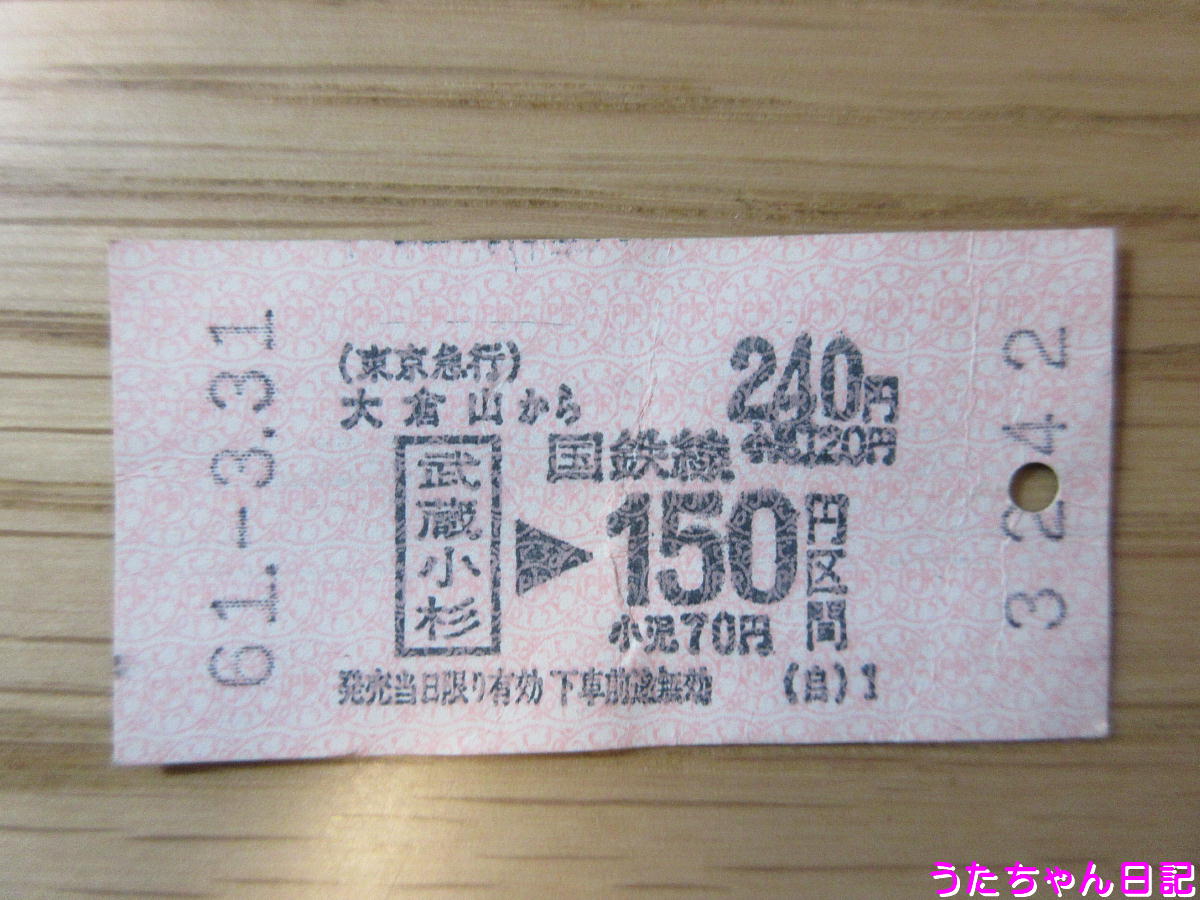 61.-3.31
(東京急行)
大倉山から
240円
小児120円
国鉄線
武蔵小杉
▶
150円区間
小児70円
発売当日限り有効 下車前途無効
(自)1
3242
うたちゃん日記